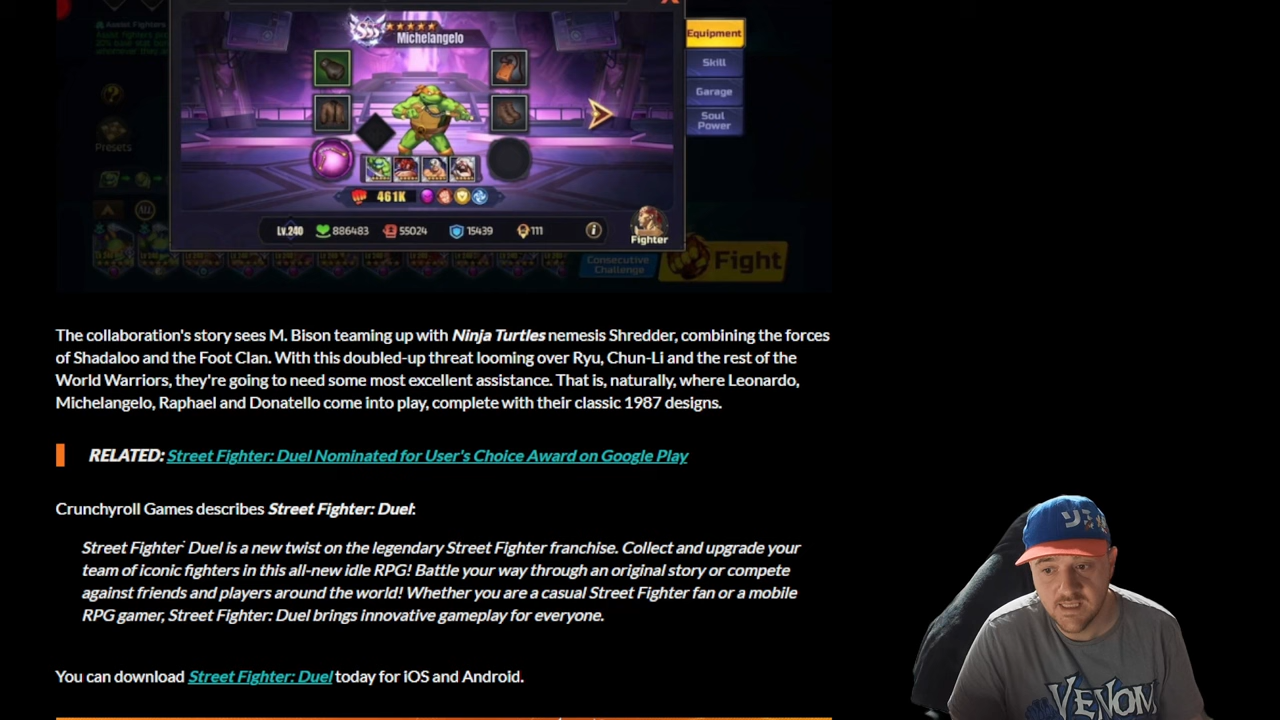 SSS
Michelangelo
Equipment
Skill
Garage
Soul
Power
Assist Fighters
Presets
ALL
461K
Lv.240 886483 55024 15439 111
Fighter
Consecutive
Challenge
Fight
The collaboration's story sees M. Bison teaming up with Ninja Turtles nemesis Shredder, combining the forces
of Shadaloo and the Foot Clan. With this doubled-up threat looming over Ryu, Chun-Li and the rest of the
World Warriors, they're going to need some most excellent assistance. That is, naturally, where Leonardo,
Michelangelo, Raphael and Donatello come into play, complete with their classic 1987 designs.
RELATED: Street Fighter: Duel Nominated for User's Choice Award on Google Play
Crunchyroll Games describes Street Fighter: Duel:
Street Fighter: Duel is a new twist on the legendary Street Fighter franchise. Collect and upgrade your
team of iconic fighters in this all-new idle RPG! Battle your way through an original story or compete
against friends and players around the world! Whether you are a casual Street Fighter fan or a mobile
RPG gamer, Street Fighter: Duel brings innovative gameplay for everyone.
You can download Street Fighter: Duel today for iOS and Android.
VENOM